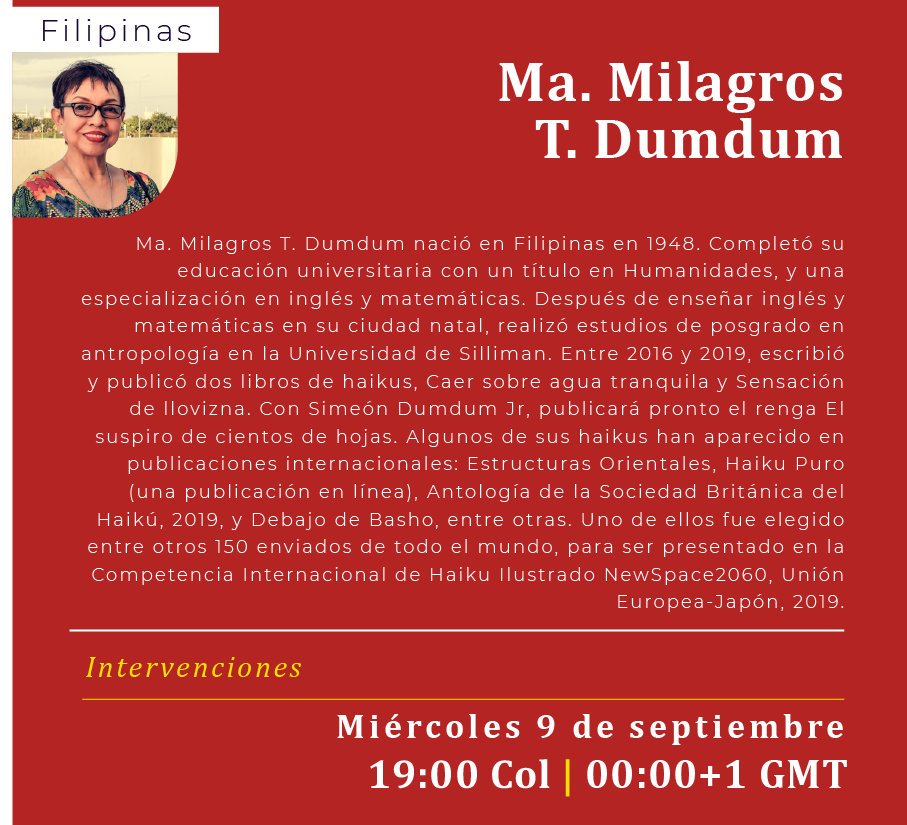 Filipinas
Ma. Milagros
T. Dumdum
Ma. Milagros T. Dumdum nació en Filipinas en 1948. Completó su
educación universitaria con un título en Humanidades, y una
especialización en inglés y matemáticas. Después de enseñar inglés y
matemáticas en su ciudad natal, realizó estudios de posgrado en
antropología en la Universidad de Silliman. Entre 2016 y 2019, escribió
y publicó dos libros de haikus, Caer sobre agua tranquila y Sensación
de llovizna. Con Simeón Dumdum Jr, publicará pronto el renga El
suspiro de cientos de hojas. Algunos de sus haikus han aparecido en
publicaciones internacionales: Estructuras Orientales, Haiku Puro
(una publicación en línea), Antología de la Sociedad Británica del
Haikú, 2019, y Debajo de Basho, entre otras. Uno de ellos fue elegido
entre otros 150 enviados de todo el mundo, para ser presentado en la
Competencia Internacional de Haiku Ilustrado NewSpace2060, Unión
Europea-Japón, 2019.
Intervenciones
Miércoles 9 de septiembre
19:00 Col | 00:00+1 GMT